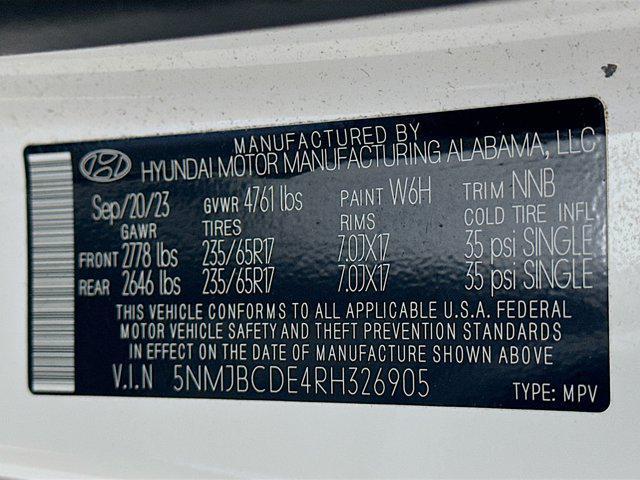 MANUFACTURED BY
HYUNDAI MOTOR MANUFACTURING ALABAMA, LLC
Sep/20/23 GVWR 4761 lbs PAINT W6H TRIM NNB
GAWR TIRES RIMS COLD TIRE INFL
FRONT 2778 lbs 235/65R17 7.0JX17 35 psi SINGLE
REAR 2646 lbs 235/65R17 7.0JX17 35 psi SINGLE
THIS VEHICLE CONFORMS TO ALL APPLICABLE U.S.A. FEDERAL
MOTOR VEHICLE SAFETY AND THEFT PREVENTION STANDARDS
IN EFFECT ON THE DATE OF MANUFACTURE SHOWN ABOVE
V.I.N 5NMJBCDE4RH326905 TYPE: MPV